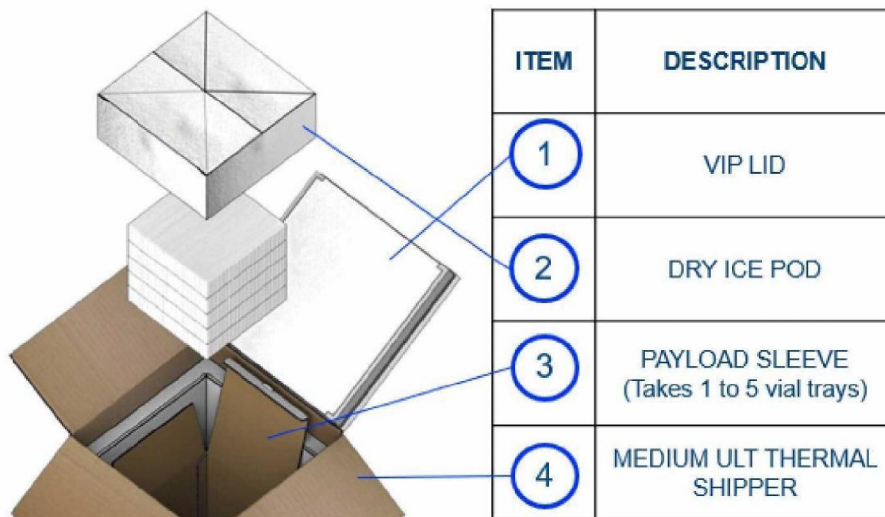 ITEM DESCRIPTION
1 VIP LID
2 DRY ICE POD
3 PAYLOAD SLEEVE
(Takes 1 to 5 vial trays)
4 MEDIUM ULT THERMAL
SHIPPER